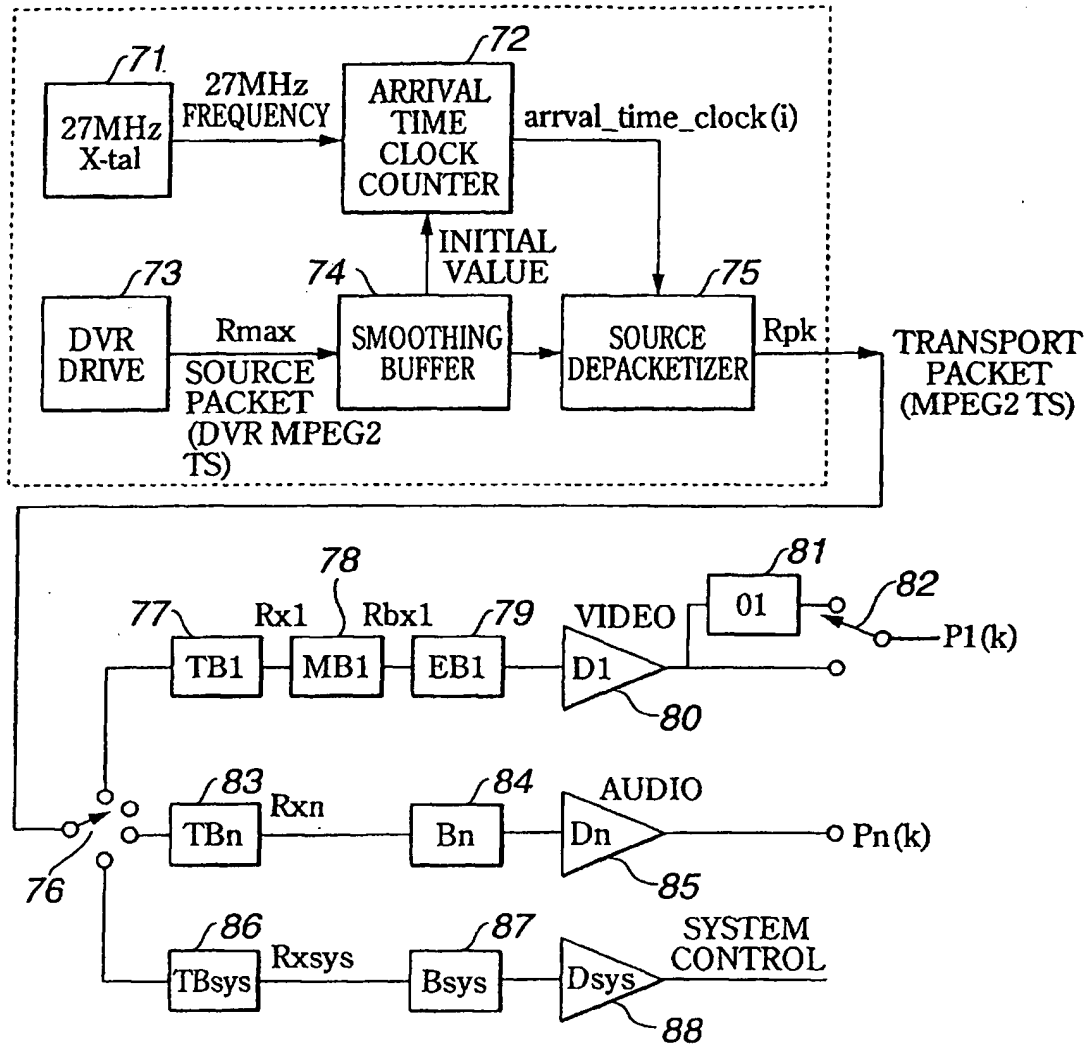 71
27MHz
X-tal
27MHz
FREQUENCY
72
ARRIVAL
TIME
CLOCK
COUNTER
arrval_time_clock(i)
INITIAL
VALUE
73
DVR
DRIVE
Rmax
SOURCE
PACKET
(DVR MPEG2
TS)
74
SMOOTHING
BUFFER
75
SOURCE
DEPACKETIZER
Rpk
TRANSPORT
PACKET
(MPEG2 TS)
76
77
TB1
Rx1
78
MB1
Rbx1
79
EB1
VIDEO
D1
80
81
01
82
P1(k)
83
TBn
Rxn
84
Bn
AUDIO
Dn
85
Pn(k)
86
TBsys
Rxsys
87
Bsys
Dsys
88
SYSTEM
CONTROL